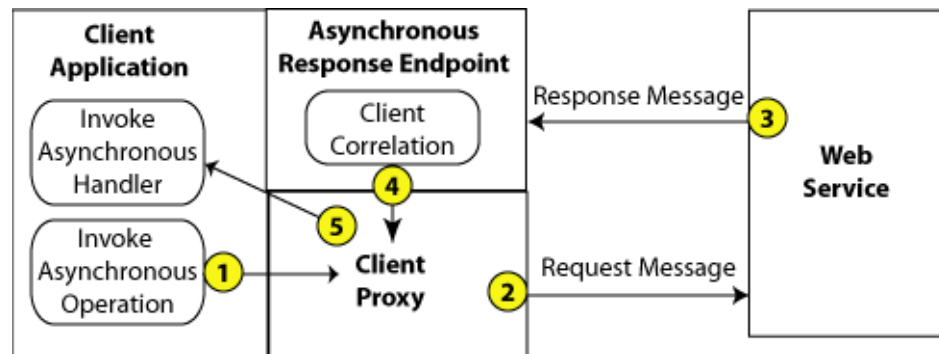 Client
Application
Invoke
Asynchronous
Handler
Invoke
Asynchronous
Operation
1
Asynchronous
Response Endpoint
Client
Correlation
4
5
Client
Proxy
2
Response Message
3
Request Message
Web
Service